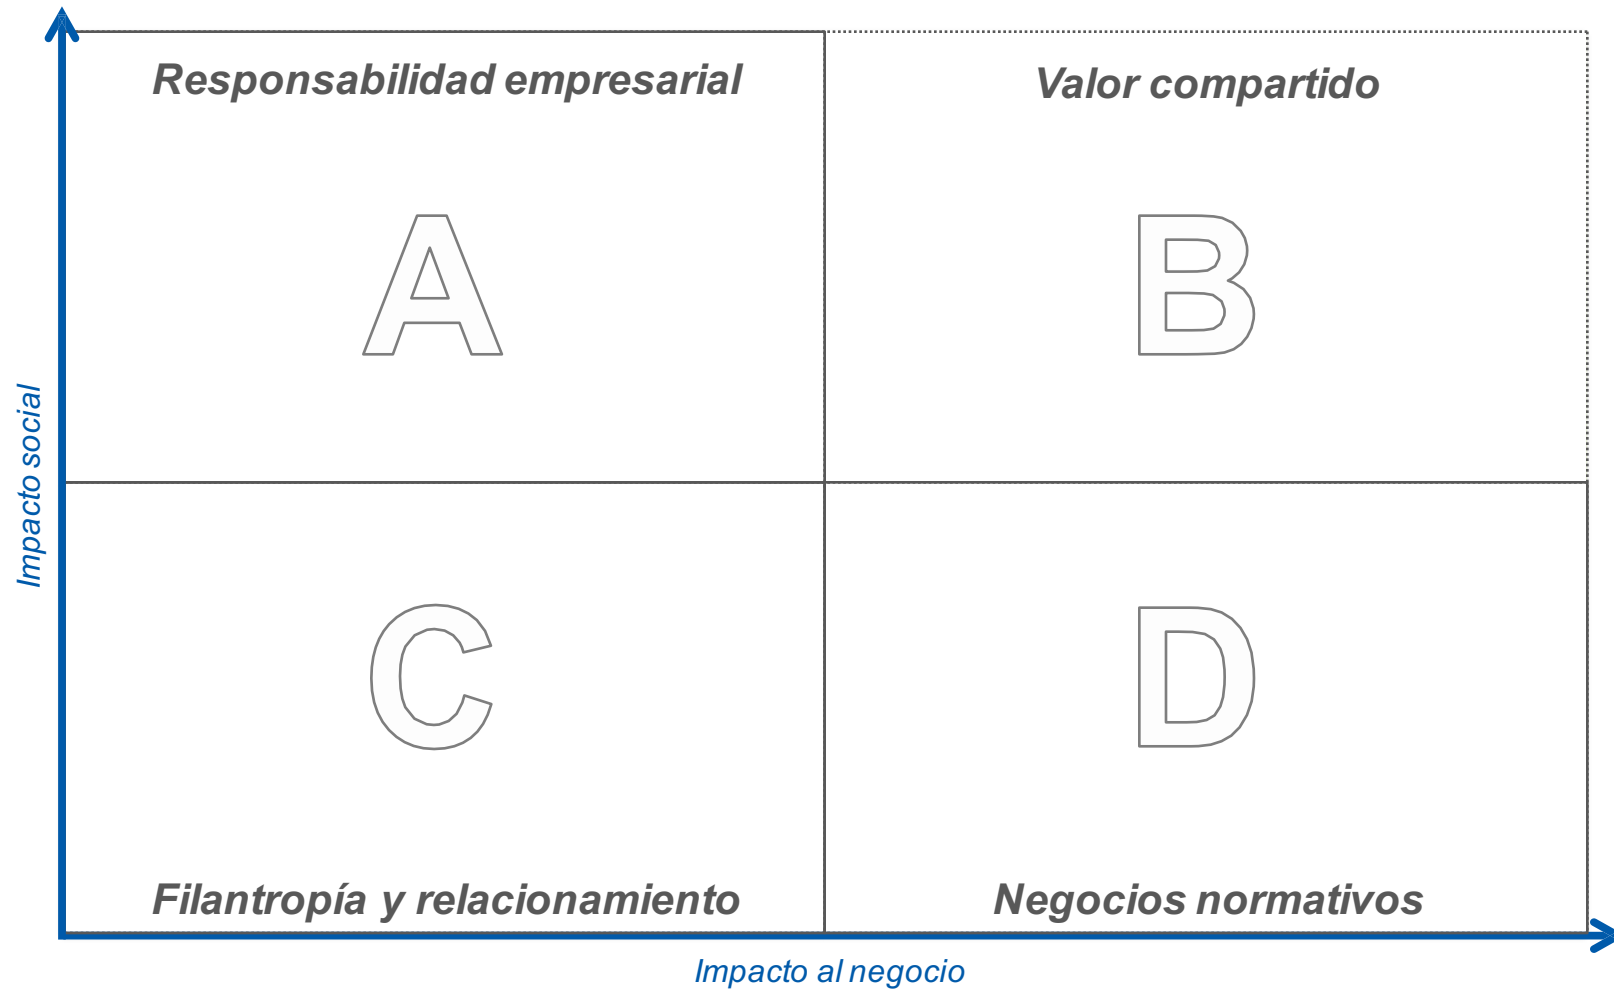 Responsabilidad empresarial
Valor compartido
A
B
Impacto social
C
D
Filantropía y relacionamiento
Negocios normativos
Impacto al negocio